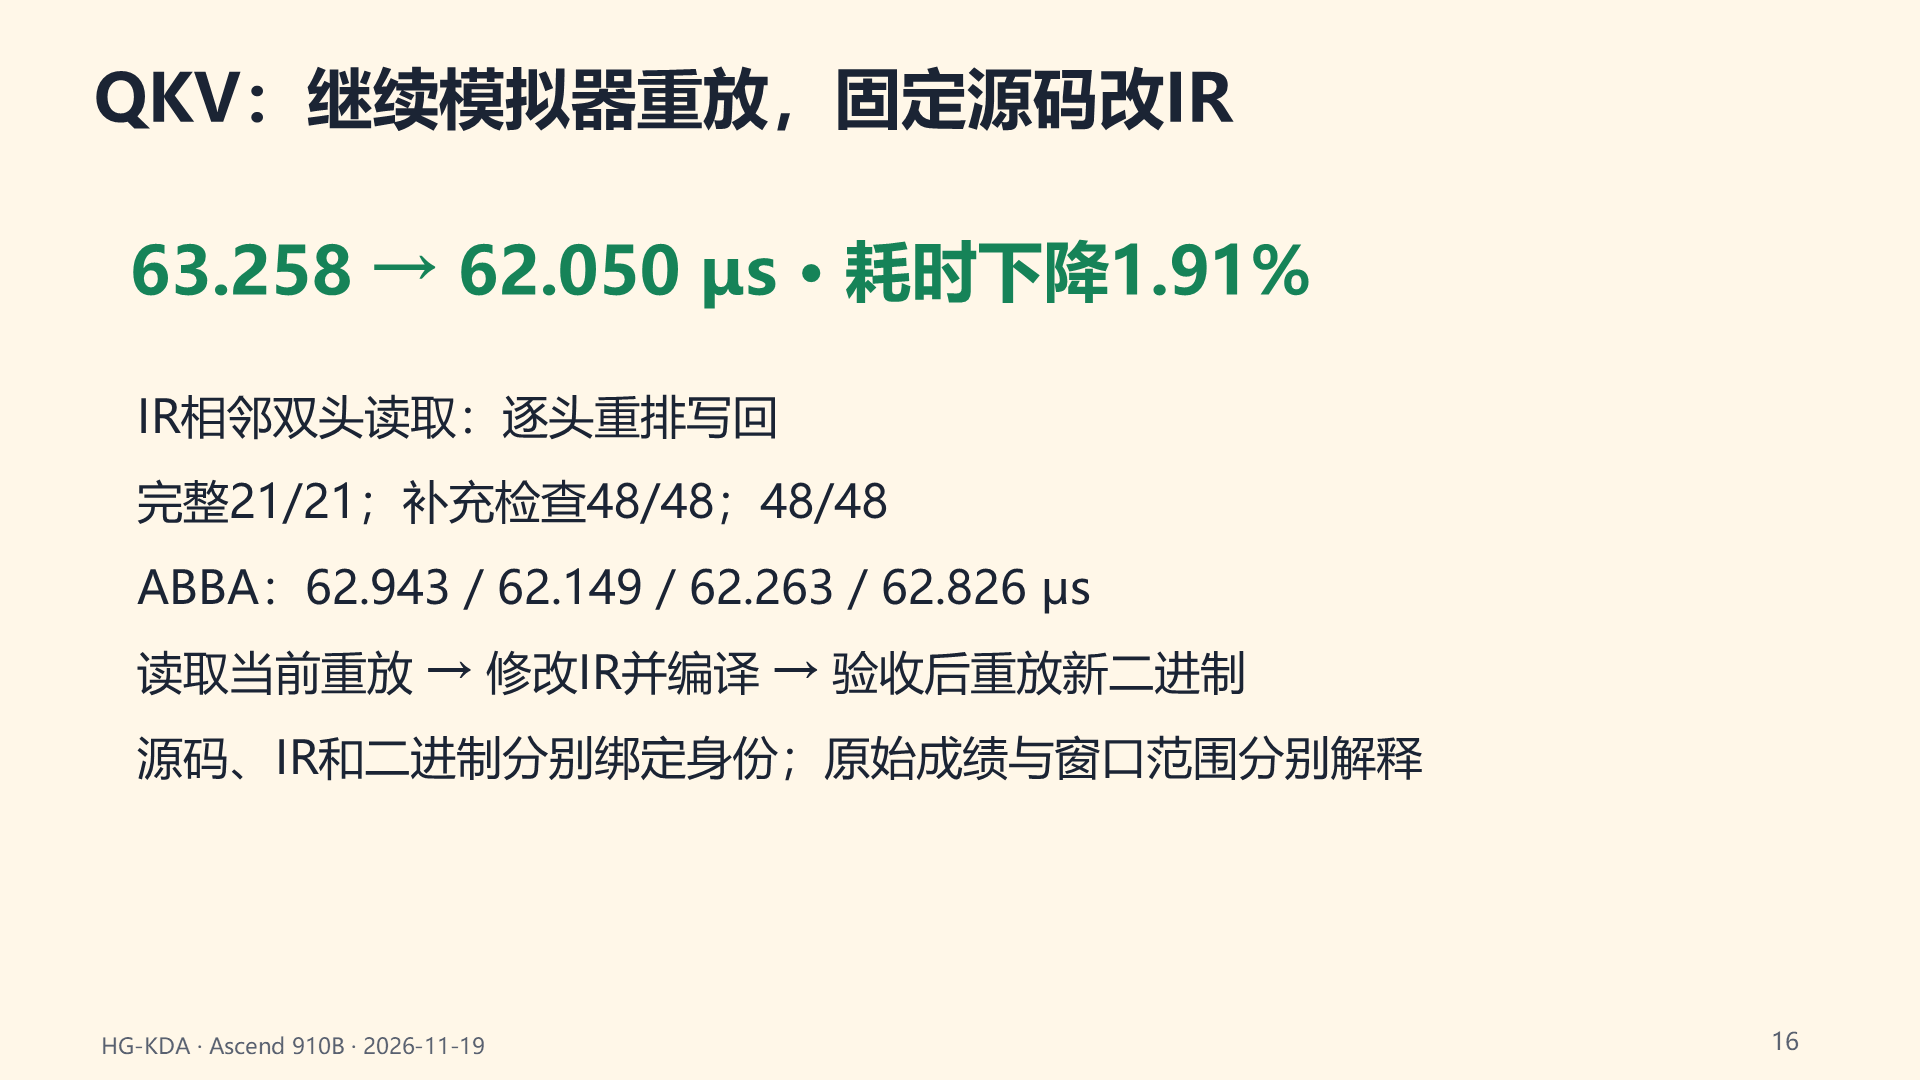 QKV：继续模拟器重放，固定源码改IR
63.258 → 62.050 μs · 耗时下降1.91%
IR相邻双头读取：逐头重排写回
完整21/21；补充检查48/48；48/48
ABBA：62.943 / 62.149 / 62.263 / 62.826 μs
读取当前重放 → 修改IR并编译 → 验收后重放新二进制
源码、IR和二进制分别绑定身份；原始成绩与窗口范围分别解释
HG-KDA · Ascend 910B · 2026-11-19
16